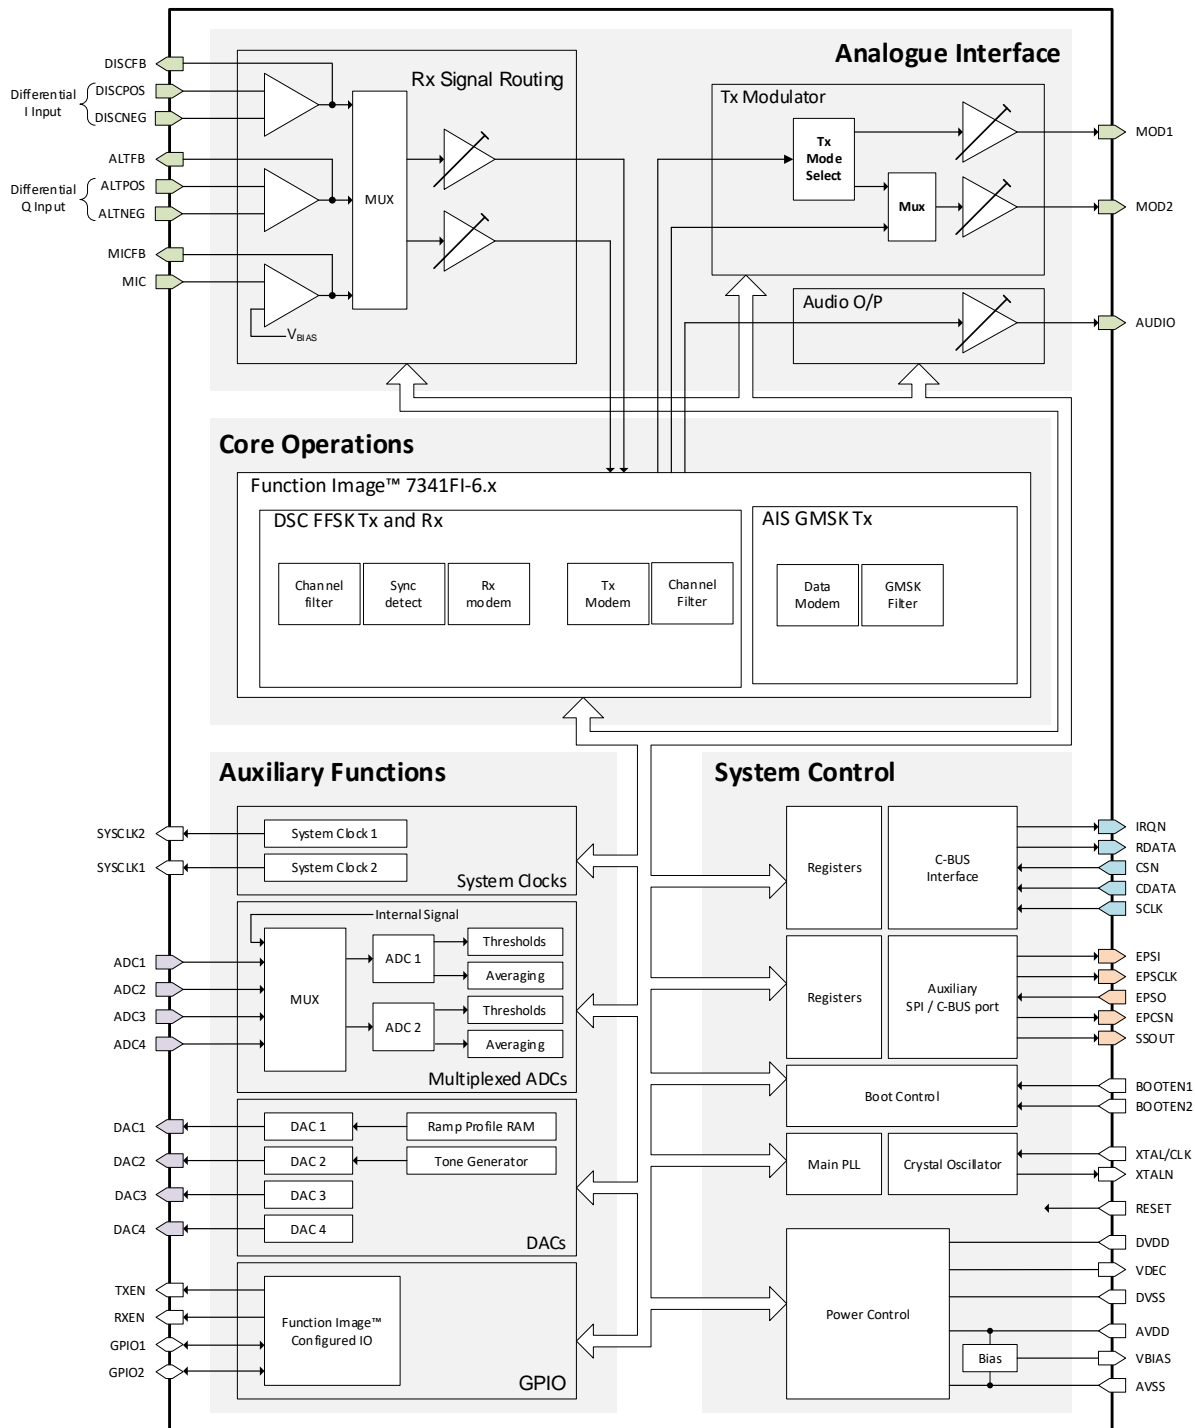 Analogue Interface
DISCFB
Differential
I Input
DISCPOS
DISCNEG
ALTFB
Differential
Q Input
ALTPOS
ALTNEG
MICFB
MIC
Rx Signal Routing
MUX
VBIAS
Tx Modulator
Tx
Mode
Select
Mux
MOD1
MOD2
Audio O/P
AUDIO
Core Operations
Function Image™ 7341FI-6.x
DSC FFSK Tx and Rx
Channel
filter
Sync
detect
Rx
modem
Tx
Modem
Channel
Filter
AIS GMSK Tx
Data
Modem
GMSK
Filter
Auxiliary Functions
SYSCLK2
SYSCLK1
System Clock 1
System Clock 2
System Clocks
Internal Signal
ADC1
ADC2
ADC3
ADC4
MUX
ADC 1
ADC 2
Thresholds
Averaging
Thresholds
Averaging
Multiplexed ADCs
DAC1
DAC2
DAC3
DAC4
DAC 1
Ramp Profile RAM
DAC 2
Tone Generator
DAC 3
DAC 4
DACs
TXEN
RXEN
GPIO1
GPIO2
Function Image™
Configured IO
GPIO
System Control
Registers
C-BUS
Interface
IRQN
RDATA
CSN
CDATA
SCLK
Registers
Auxiliary
SPI / C-BUS port
EPSI
EPSCLK
EPSO
EPCSN
SSOUT
Boot Control
BOOTEN1
BOOTEN2
Main PLL
Crystal Oscillator
XTAL/CLK
XTALN
RESET
Power Control
Bias
DVDD
VDEC
DVSS
AVDD
VBIAS
AVSS